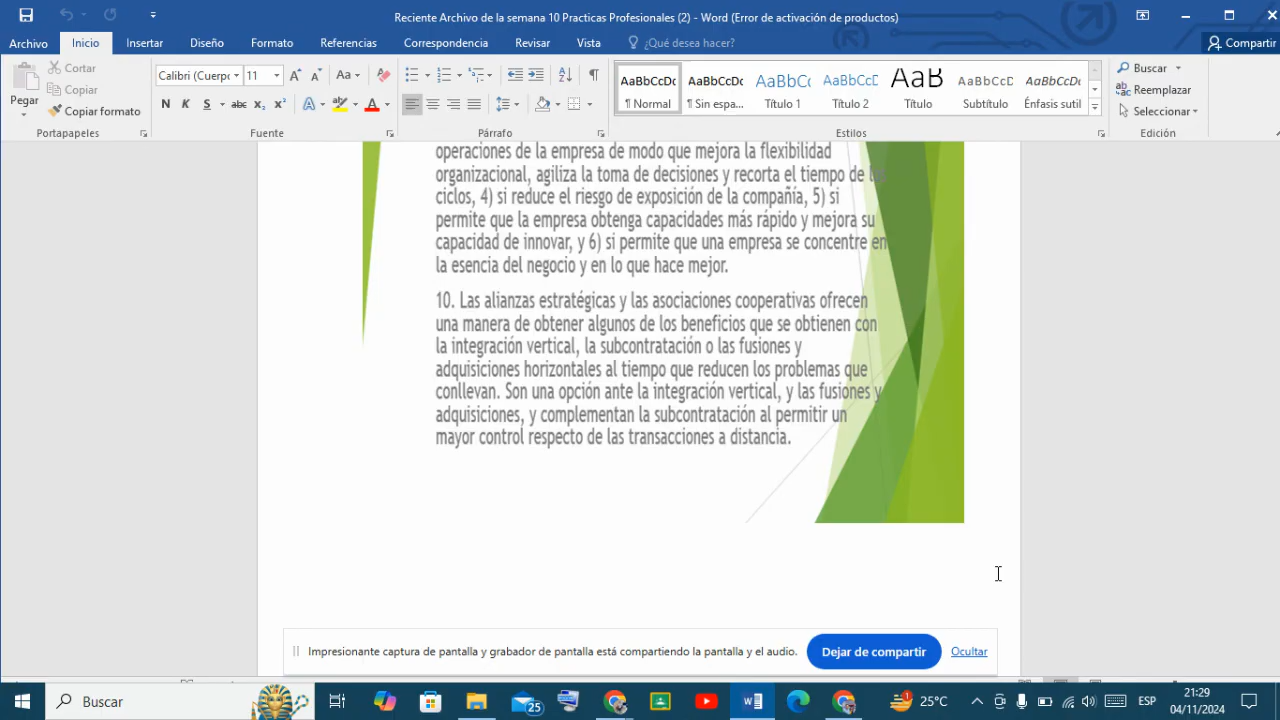 Reciente Archivo de la semana 10 Practicas Profesionales (2) - Word (Error de activación de productos)
Archivo Inicio Insertar Diseño Formato Referencias Correspondencia Revisar Vista ¿Qué desea hacer? Compartir
Pegar
Cortar
Copiar
Copiar formato
Portapapeles
Calibri (Cuerpo 11
Aa
N K S abc x₂ x² A A
Fuente
Párrafo
AaBbCcDc AaBbCcDc AaBbCc AaBbCcD AaB AaBbCcD AaBbCcDc
¶ Normal ¶ Sin espa... Título 1 Título 2 Título Subtítulo Énfasis sutil
Estilos
Buscar
Reemplazar
Seleccionar
Edición
operaciones de la empresa de modo que mejora la flexibilidad
organizacional, agiliza la toma de decisiones y recorta el tiempo de los
ciclos, 4) si reduce el riesgo de exposición de la compañía, 5) si
permite que la empresa obtenga capacidades más rápido y mejora su
capacidad de innovar, y 6) si permite que una empresa se concentre en
la esencia del negocio y en lo que hace mejor.
10. Las alianzas estratégicas y las asociaciones cooperativas ofrecen
una manera de obtener algunos de los beneficios que se obtienen con
la integración vertical, la subcontratación o las fusiones y
adquisiciones horizontales al tiempo que reducen los problemas que
conllevan. Son una opción ante la integración vertical, y las fusiones y
adquisiciones, y complementan la subcontratación al permitir un
mayor control respecto de las transacciones a distancia.
Impresionante captura de pantalla y grabador de pantalla está compartiendo la pantalla y el audio. Dejar de compartir Ocultar
Buscar 25 1 25°C ESP 21:29
04/11/2024